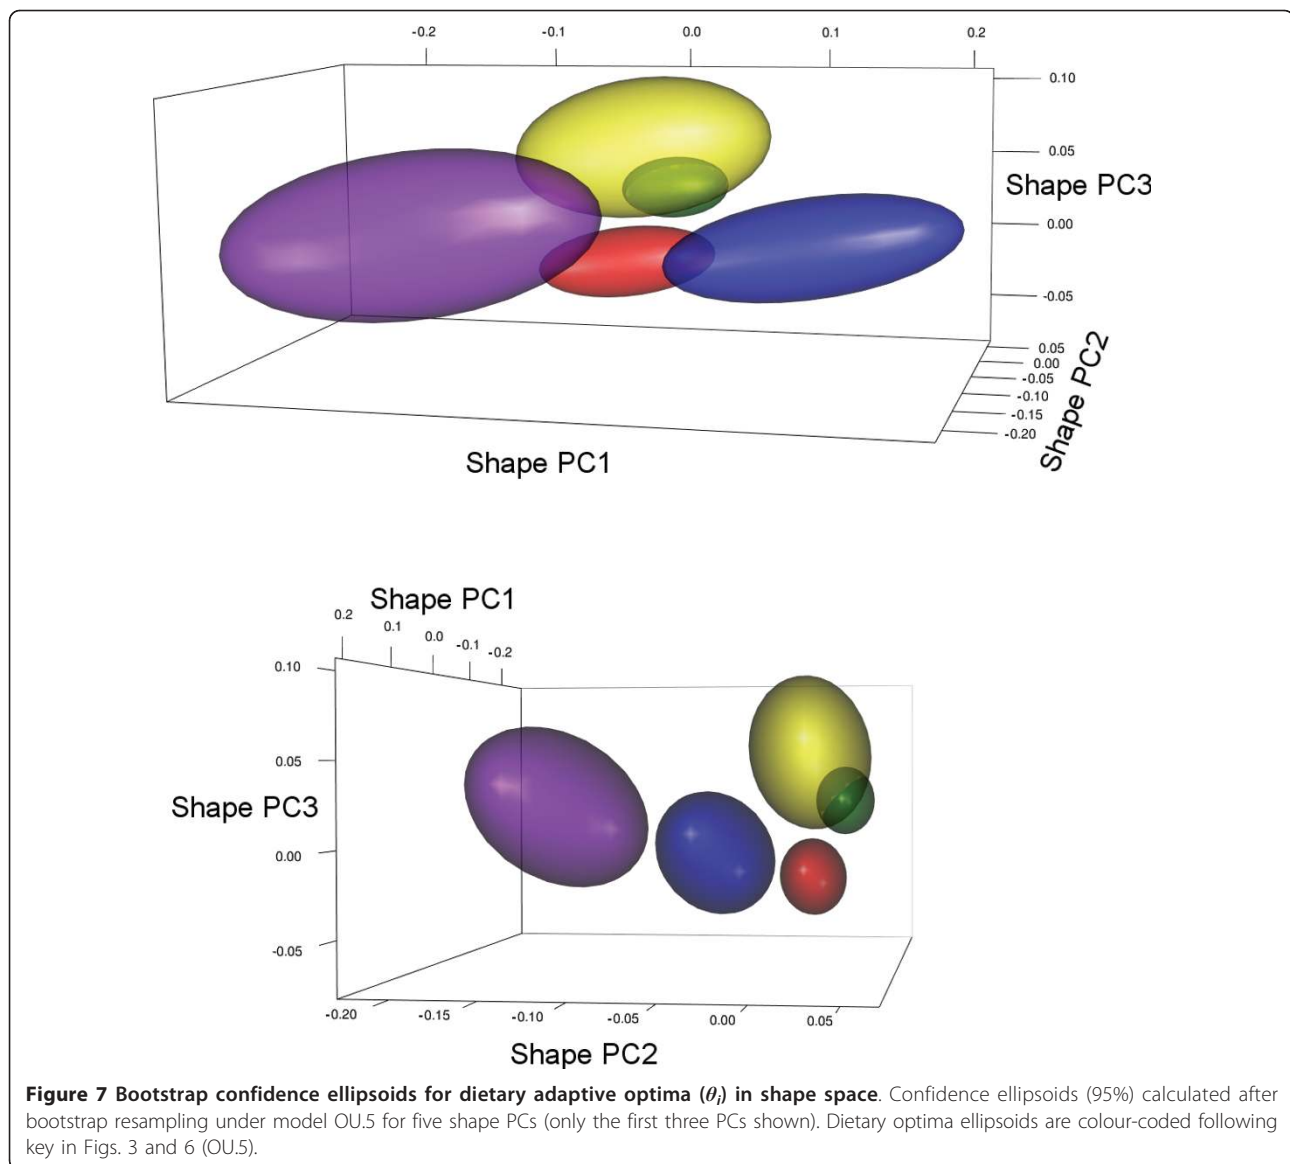 -0.2 -0.1 0.0 0.1 0.2
0.10
0.05
Shape PC3
0.00
-0.05
0.05
0.00
-0.05
-0.10
-0.15
-0.20
Shape PC2
Shape PC1
Shape PC1
0.2 0.1 0.0 -0.1 -0.2
0.10
0.05
Shape PC3
0.00
-0.05
-0.20 -0.15 -0.10 -0.05 0.00 0.05
Shape PC2
Figure 7 Bootstrap confidence ellipsoids for dietary adaptive optima (θi) in shape space. Confidence ellipsoids (95%) calculated after
bootstrap resampling under model OU.5 for five shape PCs (only the first three PCs shown). Dietary optima ellipsoids are colour-coded following
key in Figs. 3 and 6 (OU.5).